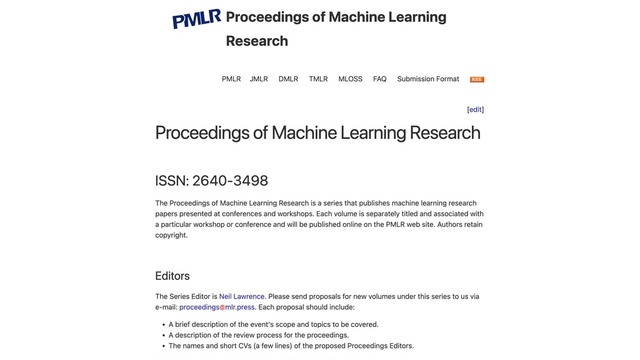 PMLR
Proceedings of Machine Learning
Research
PMLR JMLR DMLR TMLR MLOSS FAQ Submission Format RSS
[edit]
Proceedings of Machine Learning Research
ISSN: 2640-3498
The Proceedings of Machine Learning Research is a series that publishes machine learning research
papers presented at conferences and workshops. Each volume is separately titled and associated with
a particular workshop or conference and will be published online on the PMLR web site. Authors retain
copyright.
Editors
The Series Editor is Neil Lawrence. Please send proposals for new volumes under this series to us via
e-mail: proceedings@mlr.press. Each proposal should include:
• A brief description of the event's scope and topics to be covered.
• A description of the review process for the proceedings.
• The names and short CVs (a few lines) of the proposed Proceedings Editors.